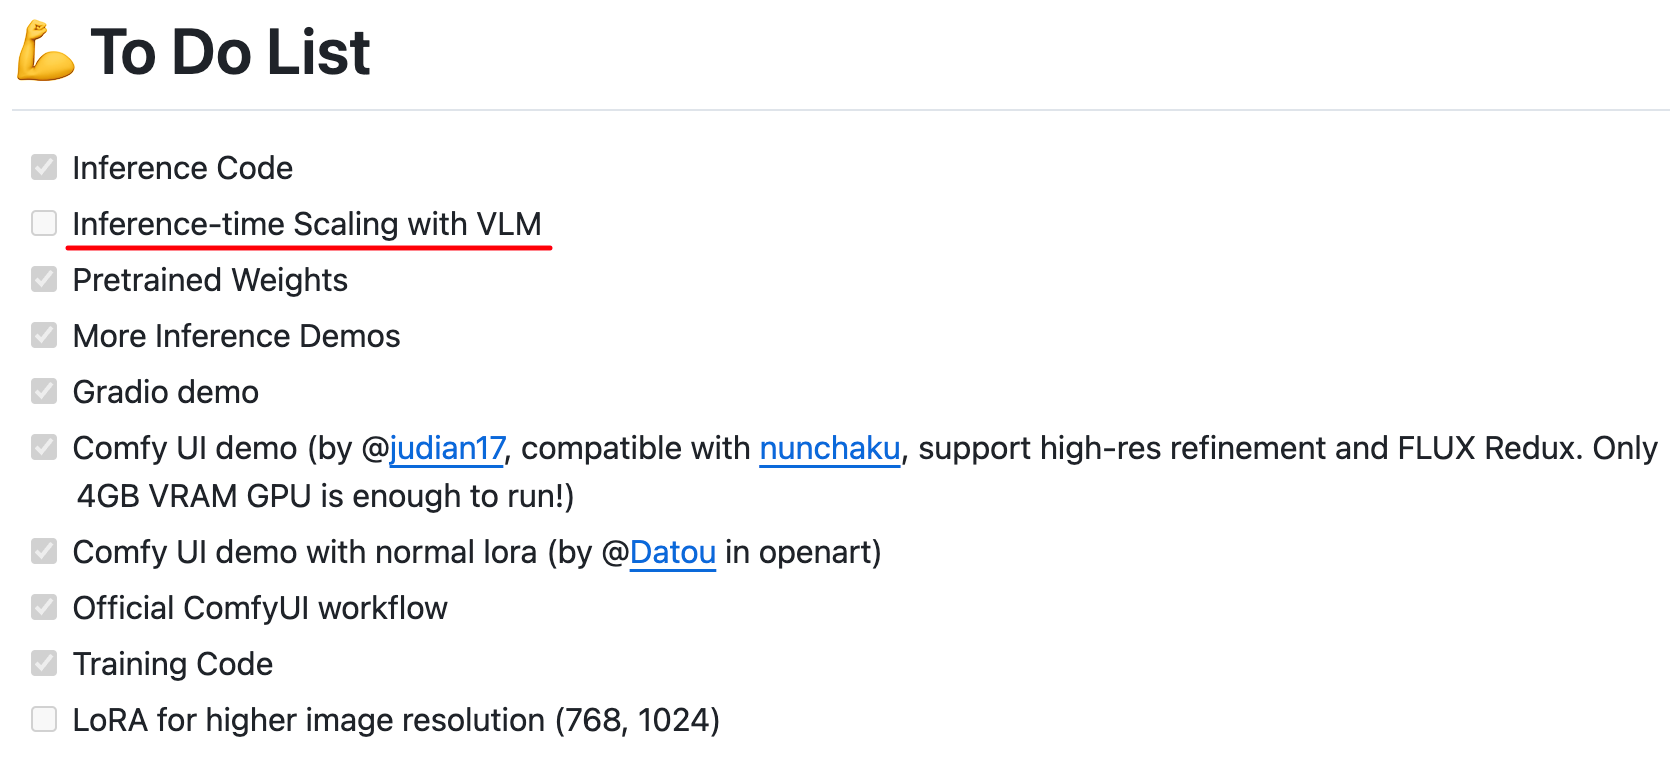 💪 To Do List
Inference Code
Inference-time Scaling with VLM
Pretrained Weights
More Inference Demos
Gradio demo
Comfy UI demo (by @judian17, compatible with nunchaku, support high-res refinement and FLUX Redux. Only
4GB VRAM GPU is enough to run!)
Comfy UI demo with normal lora (by @Datou in openart)
Official ComfyUI workflow
Training Code
LoRA for higher image resolution (768, 1024)